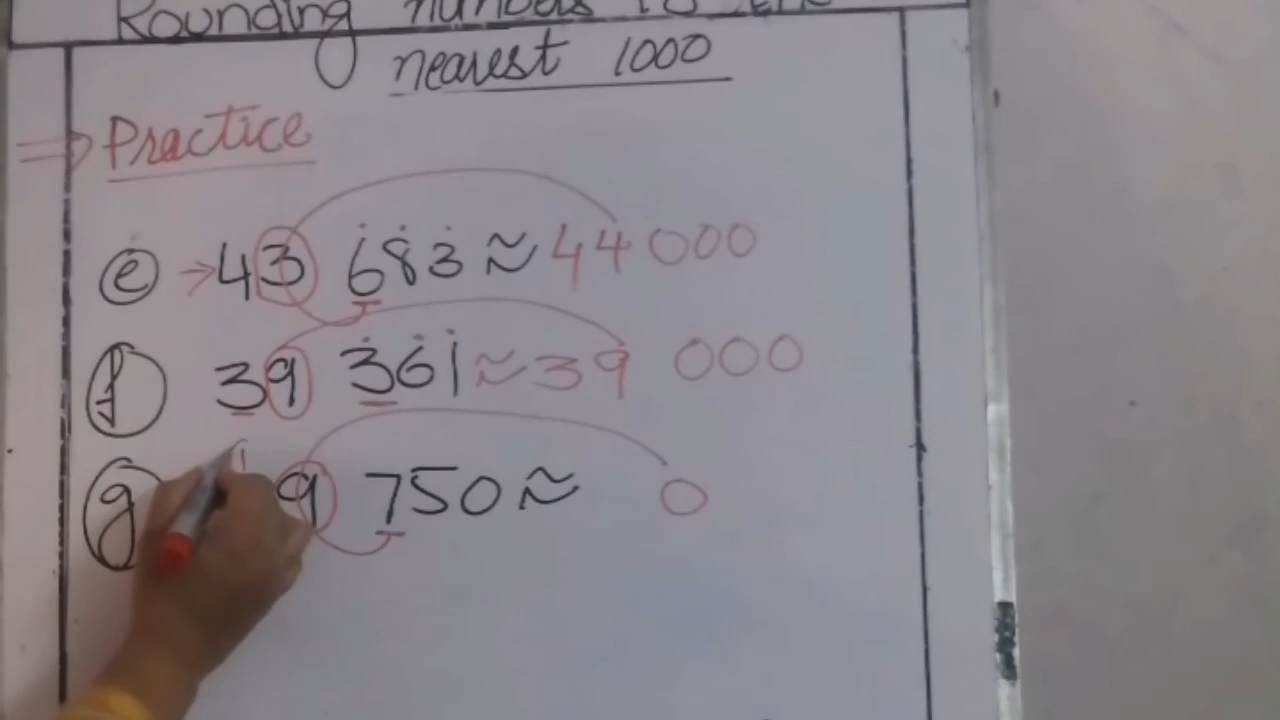 Rounding numbers to the
nearest 1000
⇒ Practice
e → 43 683 ≈ 44 000
f 39 361 ≈ 39 000
g 9 750 ≈ 0